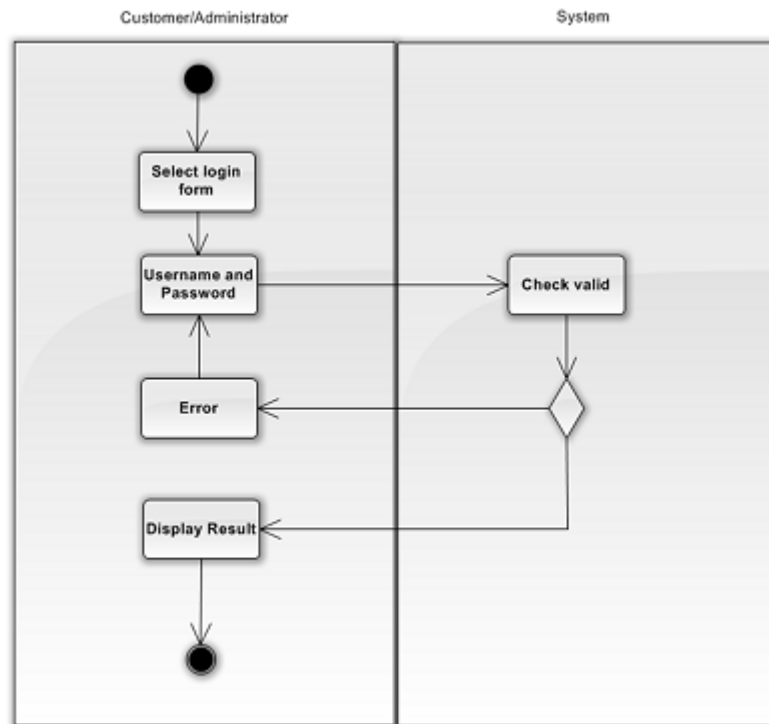 Customer/Administrator
System
Select login
form
Username and
Password
Check valid
Error
Display Result